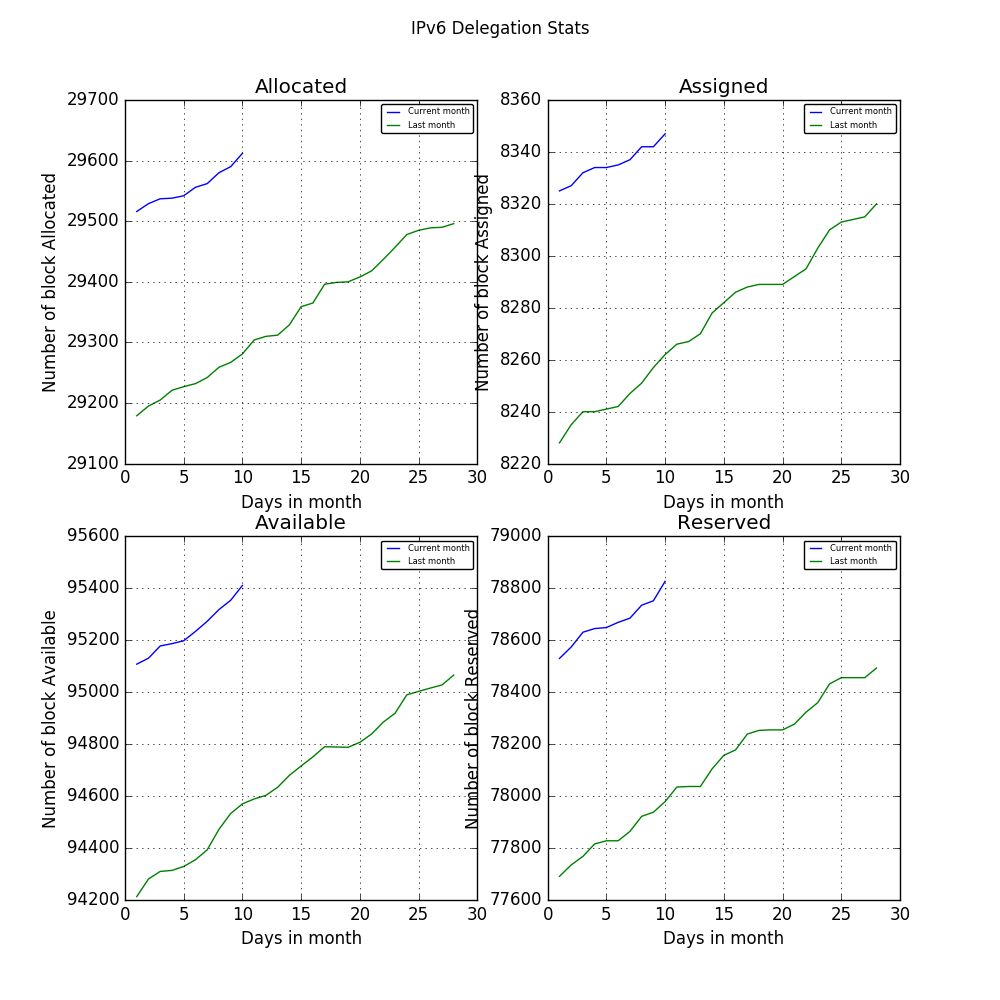 IPv6 Delegation Stats
Allocated
29700
29600
29500
29400
29300
29200
29100
0 5 10 15 20 25 30
Number of block Allocated
Days in month
Current month
Last month
Assigned
8360
8340
8320
8300
8280
8260
8240
8220
0 5 10 15 20 25 30
Number of block Assigned
Days in month
Current month
Last month
Available
95600
95400
95200
95000
94800
94600
94400
94200
0 5 10 15 20 25 30
Number of block Available
Days in month
Current month
Last month
Reserved
79000
78800
78600
78400
78200
78000
77800
77600
0 5 10 15 20 25 30
Number of block Reserved
Days in month
Current month
Last month